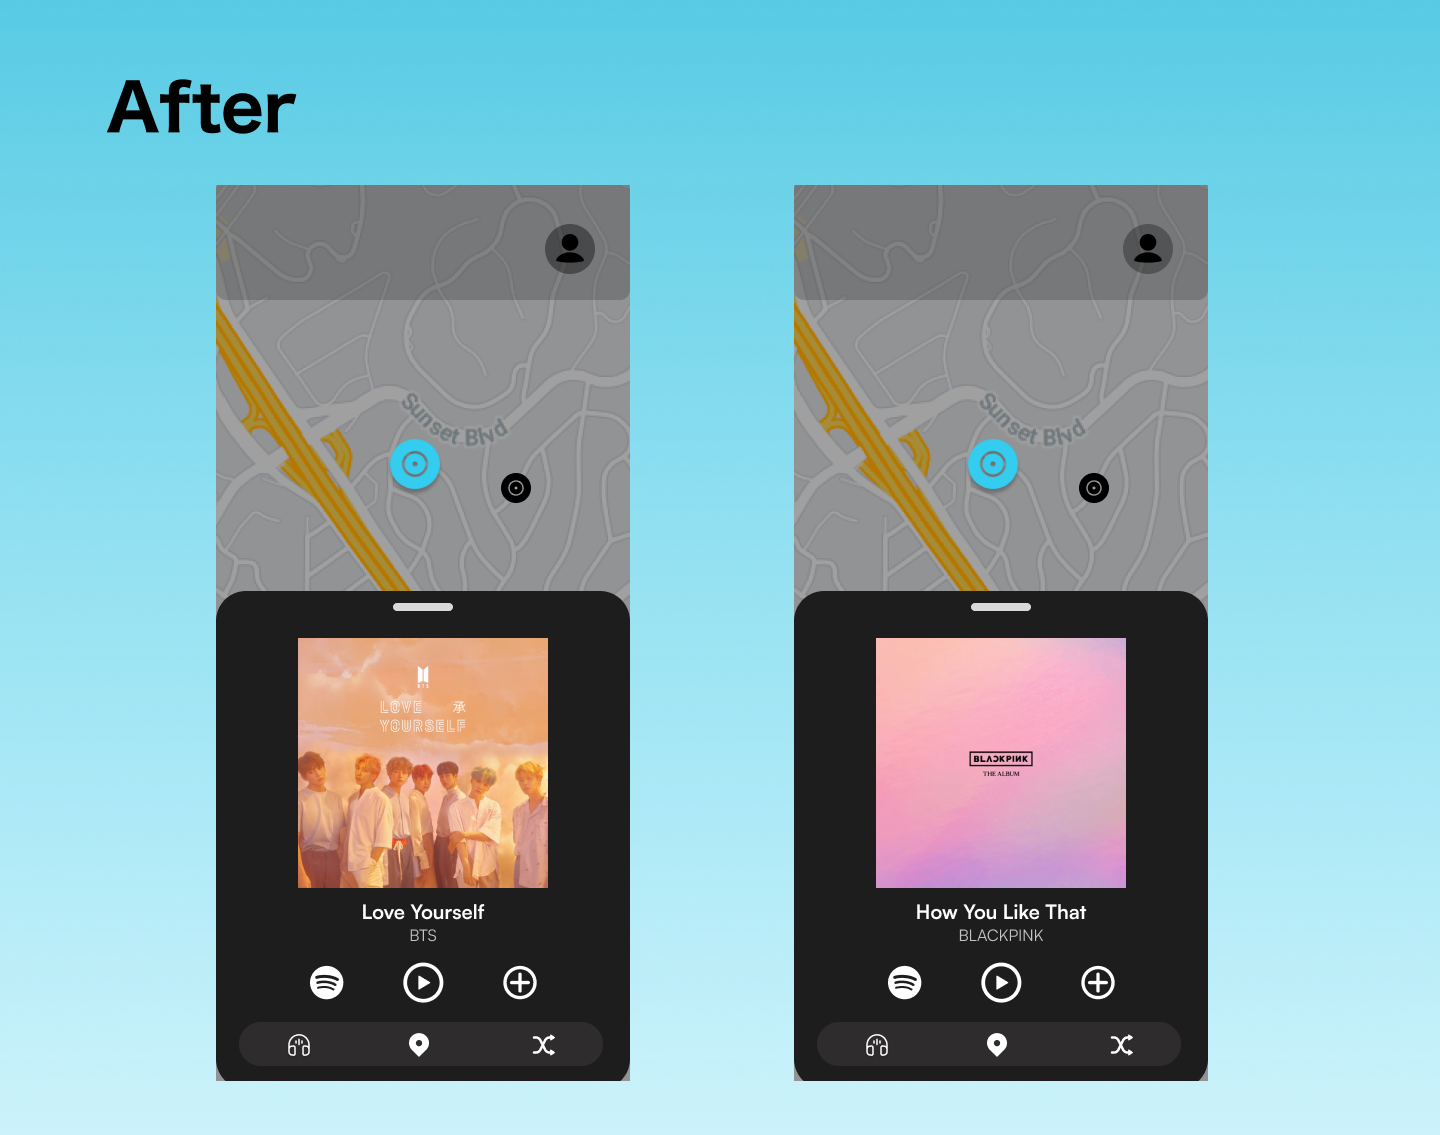 After
Sunset Blvd
Sunset Blvd
BTS
LOVE 承
YOURSELF
BLACKPINK
THE ALBUM
Love Yourself
BTS
How You Like That
BLACKPINK